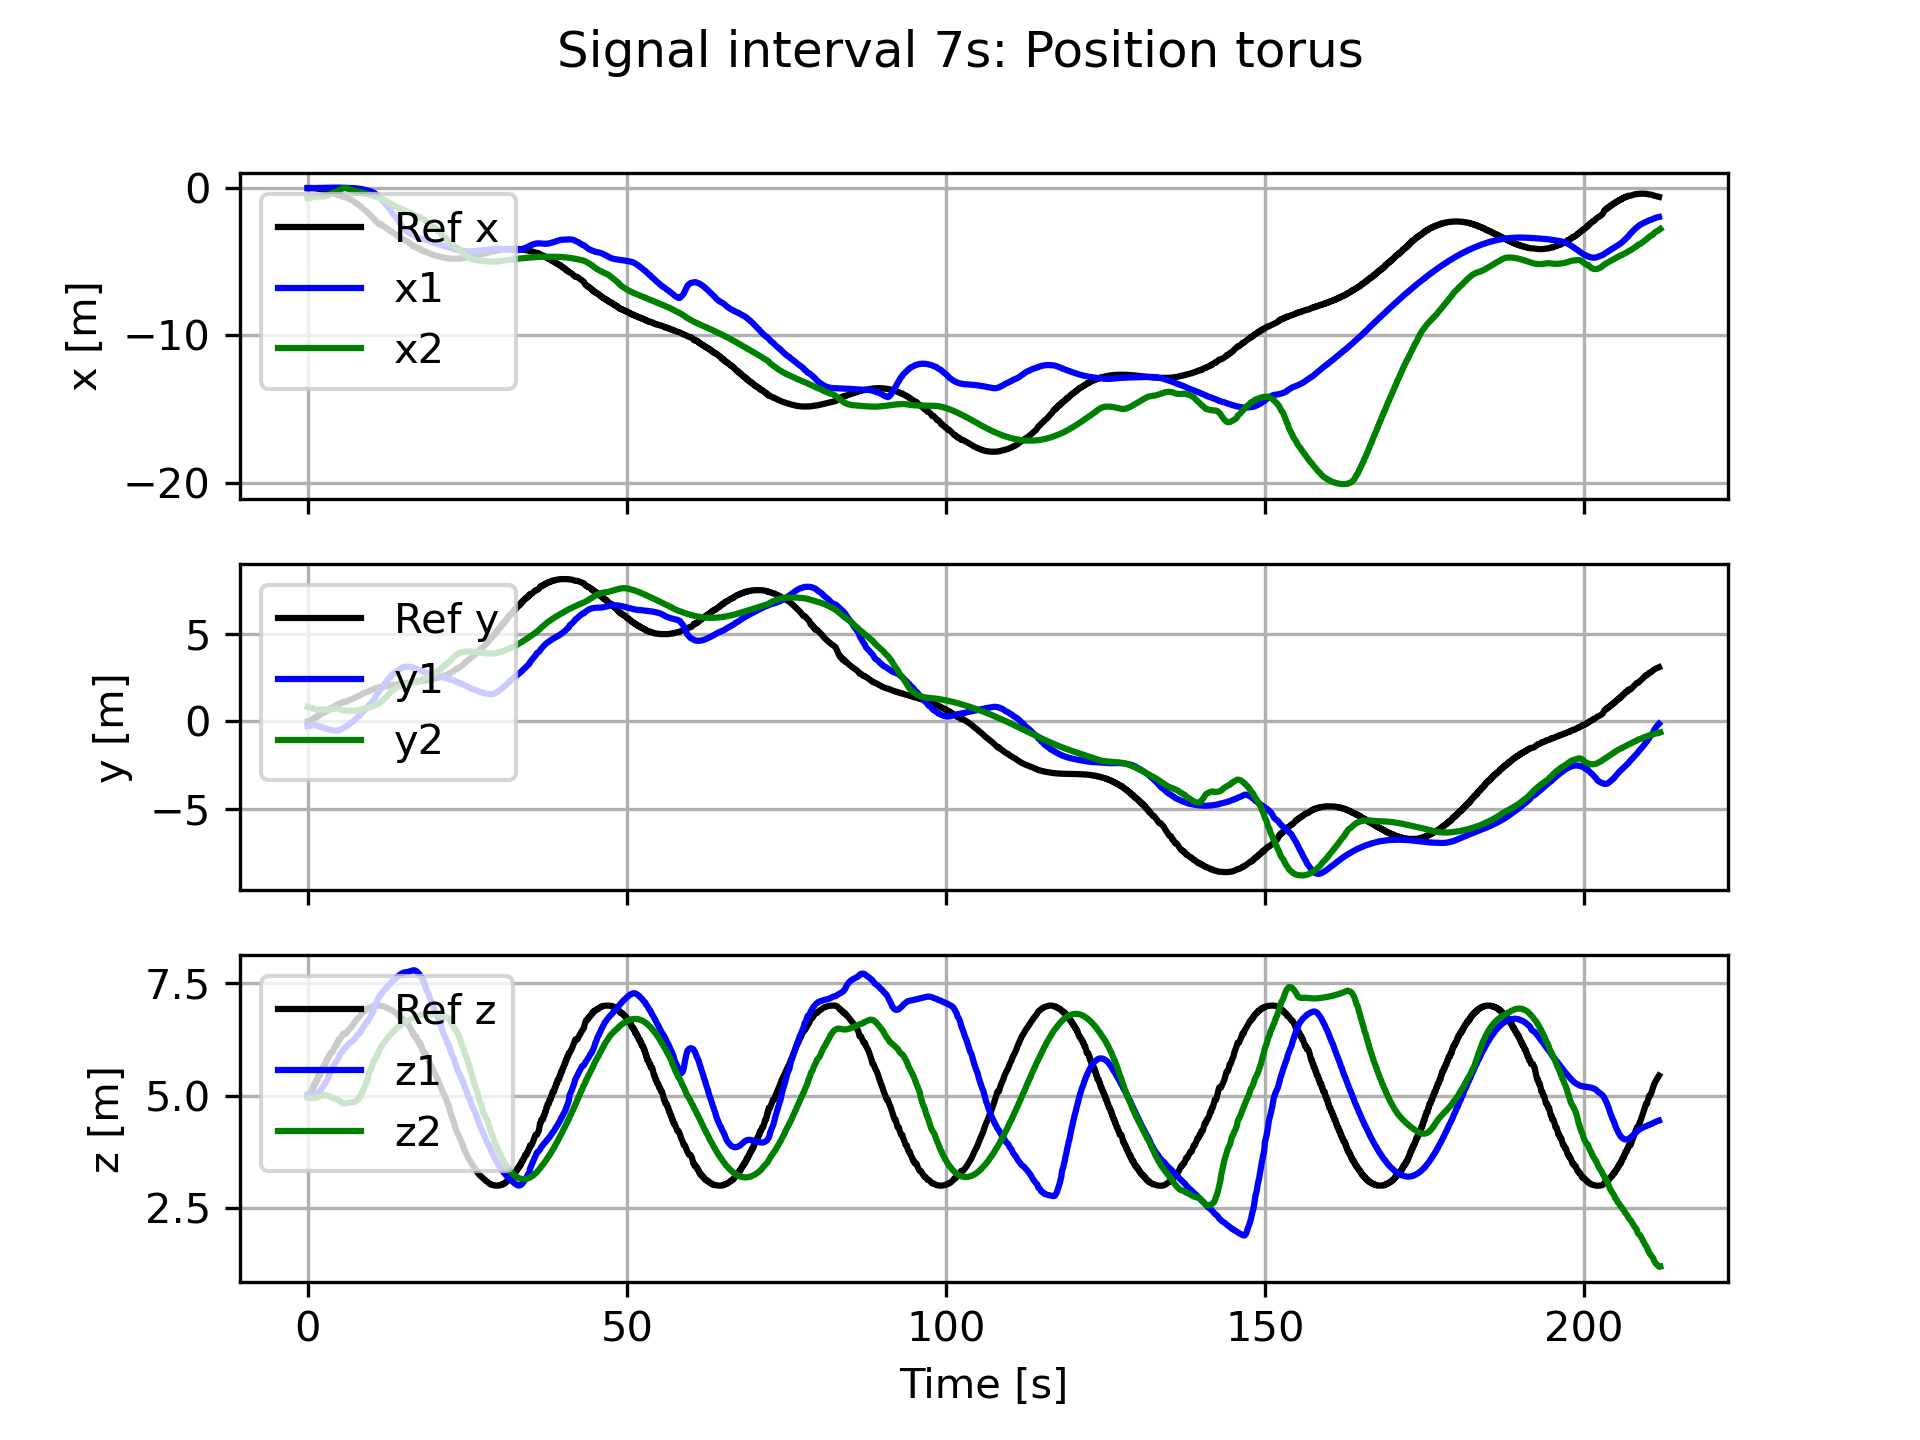 Signal interval 7s: Position torus
x [m]
0
−10
−20
Ref x
x1
x2
y [m]
5
0
−5
Ref y
y1
y2
z [m]
7.5
5.0
2.5
Ref z
z1
z2
0 50 100 150 200
Time [s]